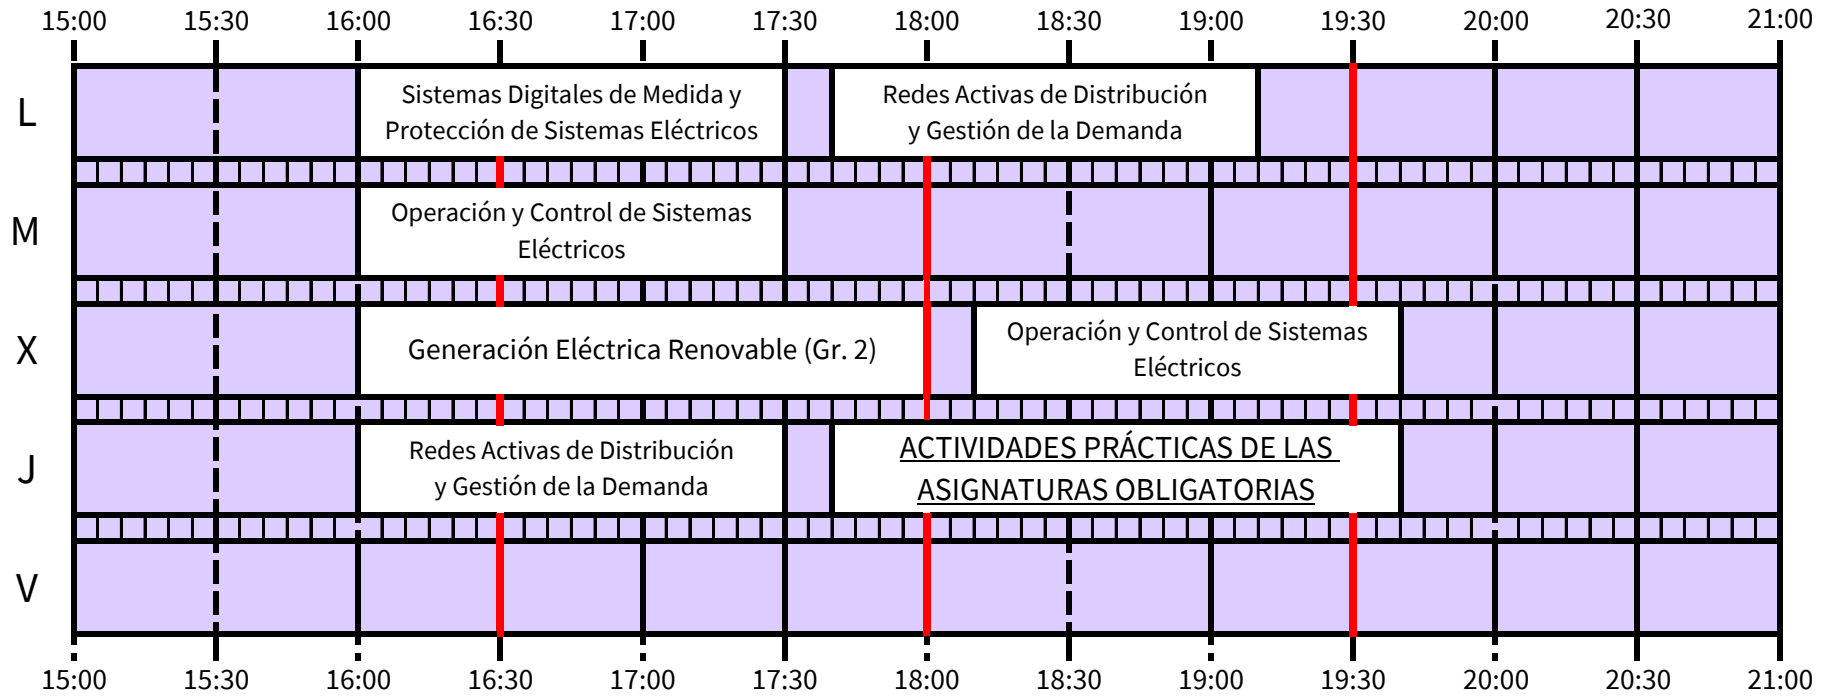 15:00 15:30 16:00 16:30 17:00 17:30 18:00 18:30 19:00 19:30 20:00 20:30 21:00
L
Sistemas Digitales de Medida y
Protección de Sistemas Eléctricos
Redes Activas de Distribución
y Gestión de la Demanda
M
Operación y Control de Sistemas
Eléctricos
X
Generación Eléctrica Renovable (Gr. 2)
Operación y Control de Sistemas
Eléctricos
J
Redes Activas de Distribución
y Gestión de la Demanda
ACTIVIDADES PRÁCTICAS DE LAS
ASIGNATURAS OBLIGATORIAS
V
15:00 15:30 16:00 16:30 17:00 17:30 18:00 18:30 19:00 19:30 20:00 20:30 21:00